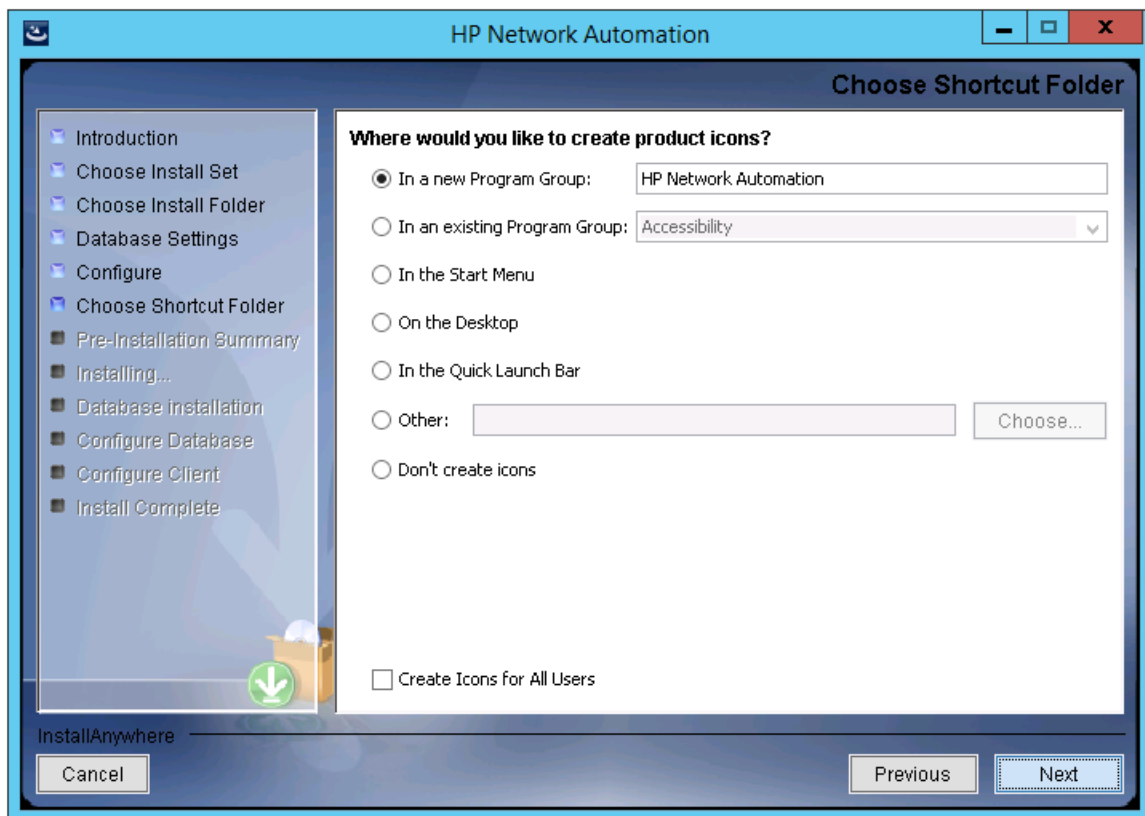 HP Network Automation
Choose Shortcut Folder
Introduction
Choose Install Set
Choose Install Folder
Database Settings
Configure
Choose Shortcut Folder
Pre-Installation Summary
Installing...
Database installation
Configure Database
Configure Client
Install Complete
Where would you like to create product icons?
In a new Program Group: HP Network Automation
In an existing Program Group: Accessibility
In the Start Menu
On the Desktop
In the Quick Launch Bar
Other: Choose...
Don't create icons
Create Icons for All Users
InstallAnywhere
Cancel Previous Next